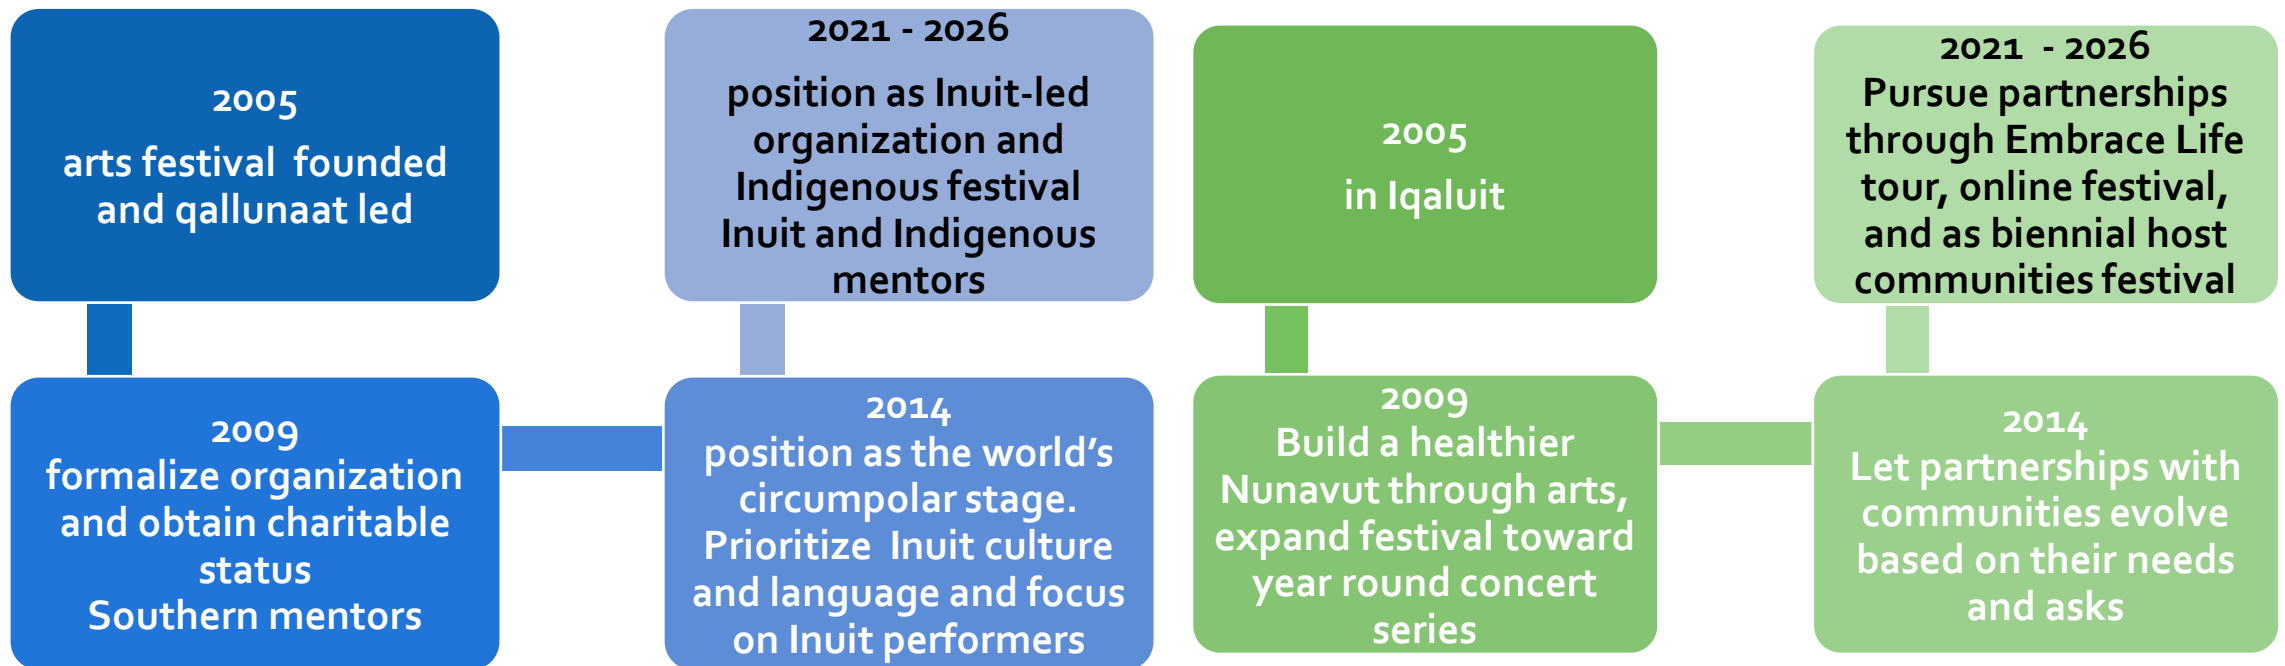 2005
arts festival founded
and qallunaat led
2009
formalize organization
and obtain charitable
status
Southern mentors
2014
position as the world’s
circumpolar stage.
Prioritize Inuit culture
and language and focus
on Inuit performers
2021 - 2026
position as Inuit-led
organization and
Indigenous festival
Inuit and Indigenous
mentors
2005
in Iqaluit
2009
Build a healthier
Nunavut through arts,
expand festival toward
year round concert
series
2014
Let partnerships with
communities evolve
based on their needs
and asks
2021 - 2026
Pursue partnerships
through Embrace Life
tour, online festival,
and as biennial host
communities festival